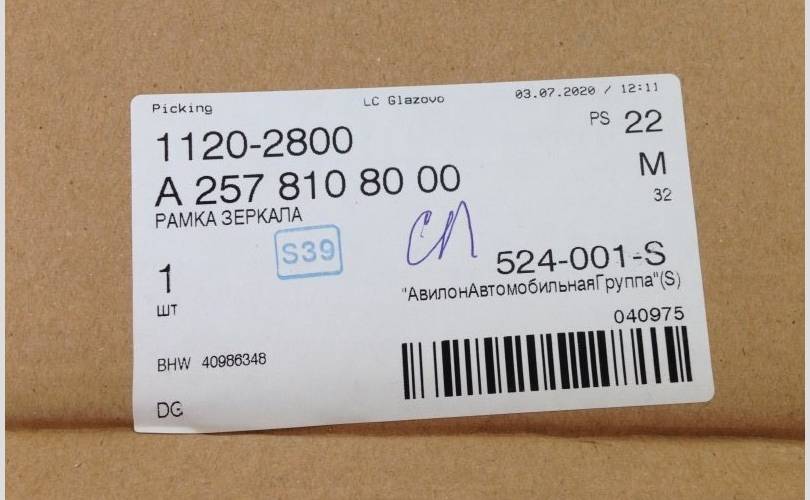 Picking LC Glazovo 03.07.2020 / 12:11
1120-2800 PS 22
A 257 810 80 00 M
РАМКА ЗЕРКАЛА 32
S39 СП
1 524-001-S
шт "АвилонАвтомобильнаяГруппа"(S)
040975
BHW 40986348
DG